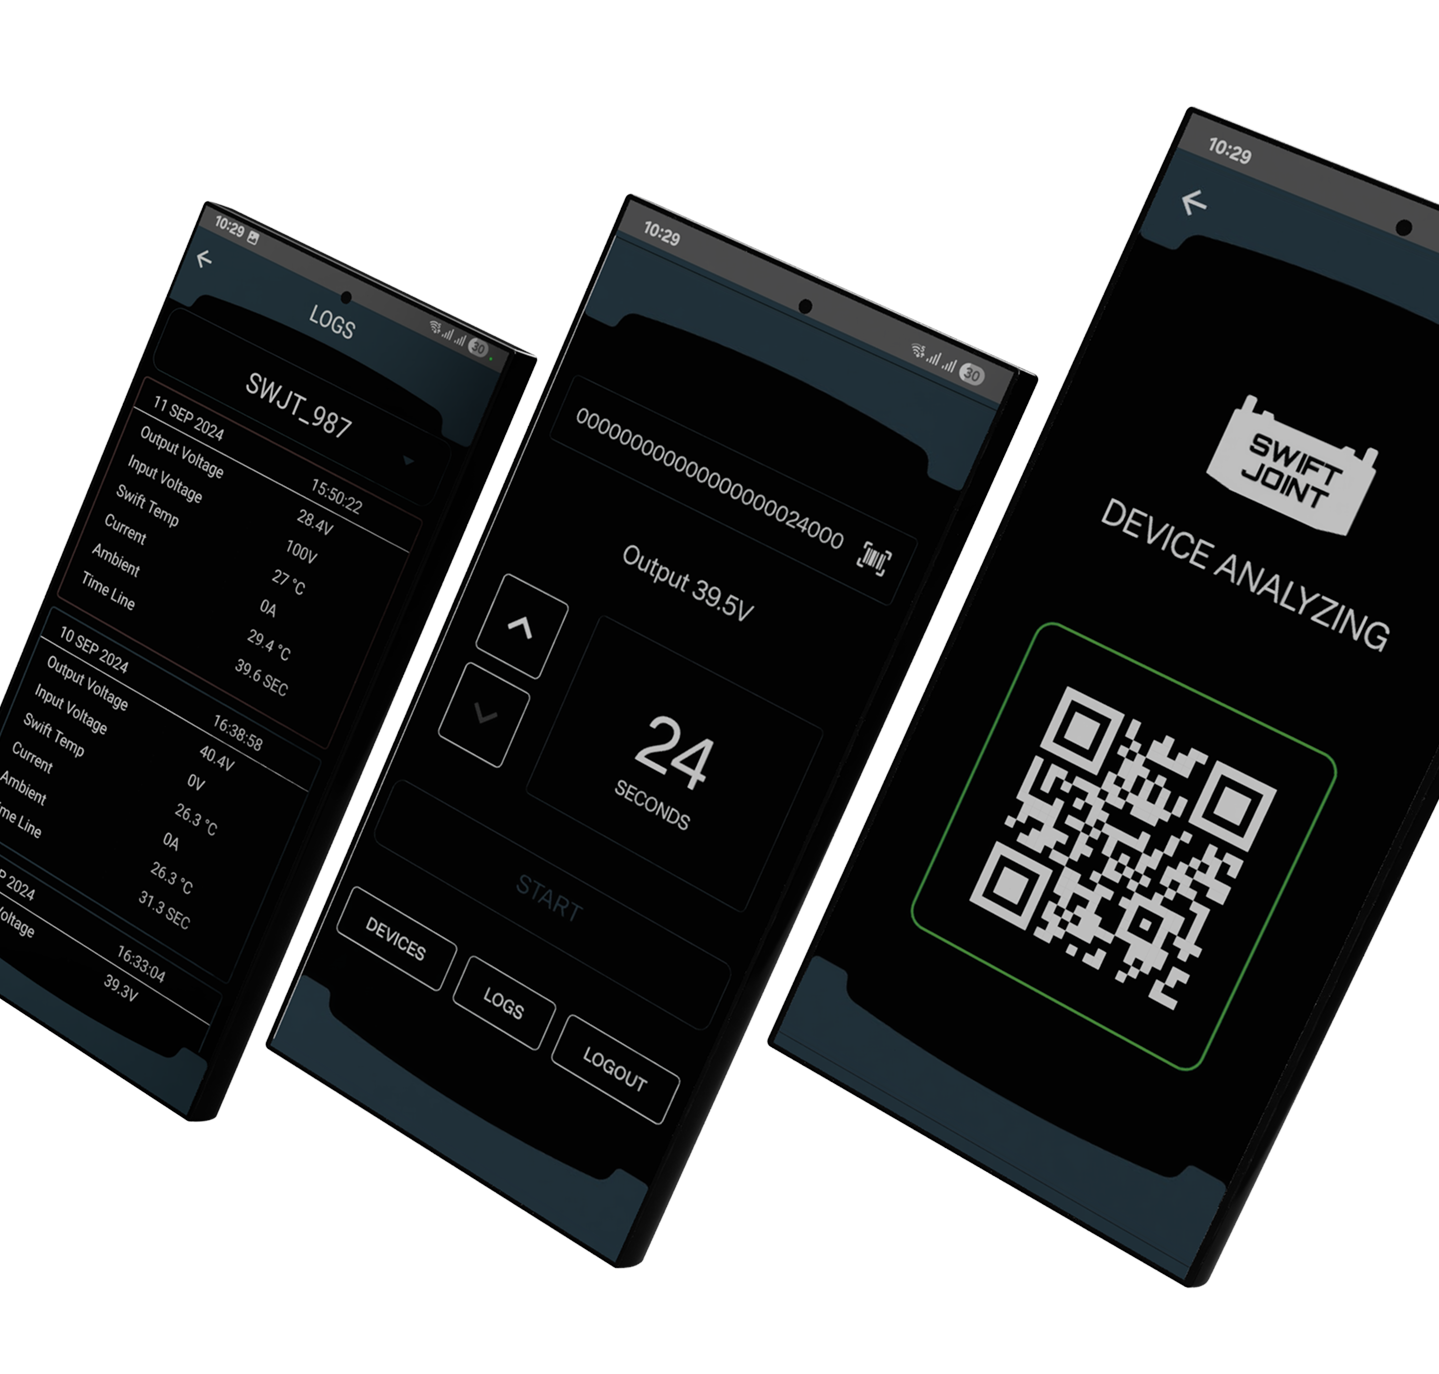 10:29
30
LOGS
SWJT_987
11 SEP 2024 15:50:22
Output Voltage 28.4V
Input Voltage 100V
Swift Temp 27 °C
Current 0A
Ambient 29.4 °C
Time Line 39.6 SEC
10 SEP 2024 16:38:58
Output Voltage 40.4V
Input Voltage 0V
Swift Temp 26.3 °C
Current 0A
Ambient 26.3 °C
me Line 31.3 SEC
P 2024 16:33:04
oltage 39.3V
10:29
30
00000000000000000024000
Output 39.5V
24
SECONDS
START
DEVICES
LOGS
LOGOUT
10:29
SWIFT
JOINT
DEVICE ANALYZING